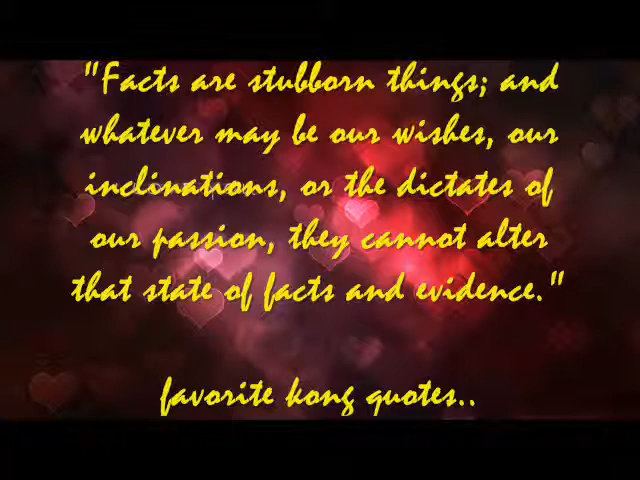 "Facts are stubborn things; and
whatever may be our wishes, our
inclinations, or the dictates of
our passion, they cannot alter
that state of facts and evidence."
favorite kong quotes..